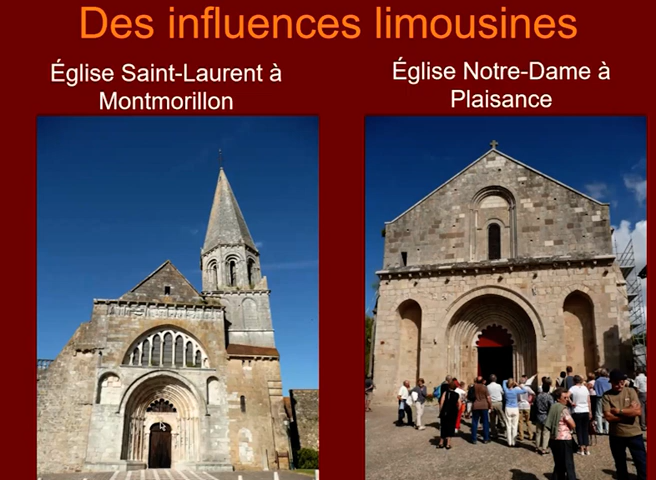 Des influences limousines
Église Saint-Laurent à
Montmorillon
Église Notre-Dame à
Plaisance